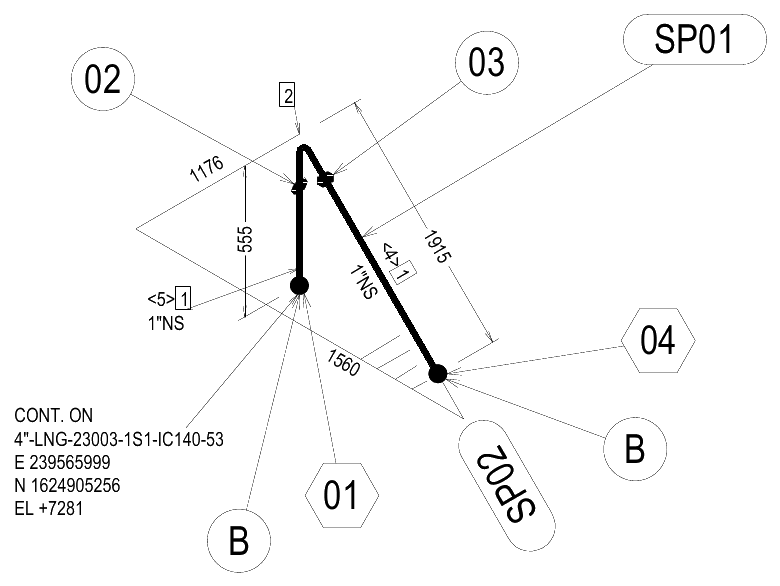 SP01
02
03
2
1176
555
1915
<4> 1
1"NS
<5> 1
1"NS
1560
04
CONT. ON
4"-LNG-23003-1S1-IC140-53
E 239565999
N 1624905256
EL +7281
B
SP02
01
B